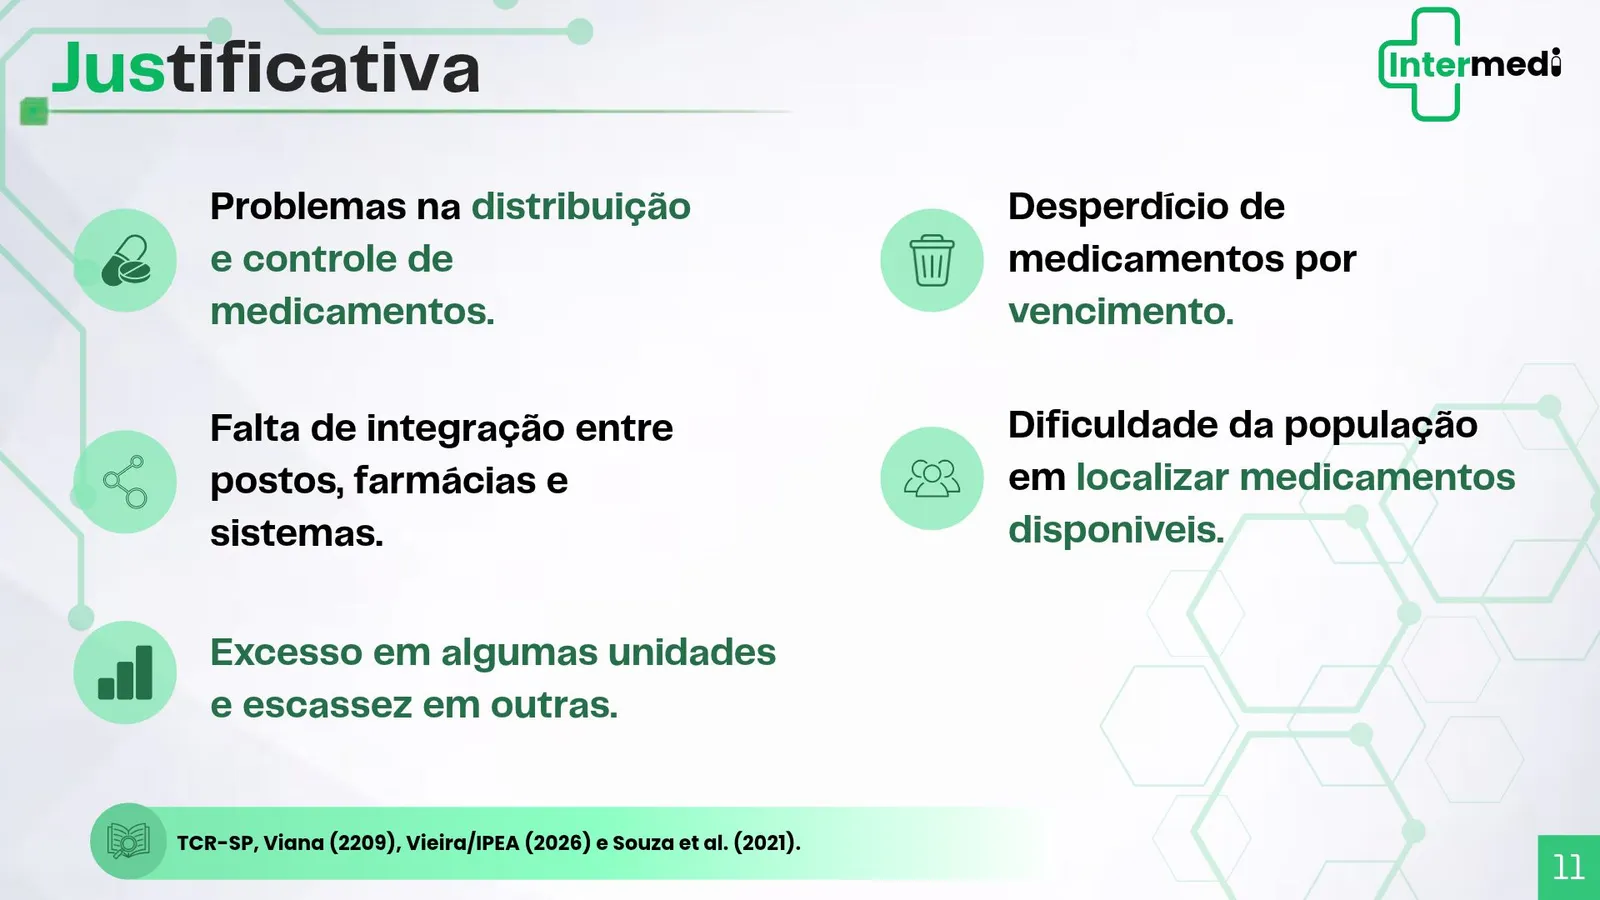 Justificativa
Intermedi
Problemas na distribuição
e controle de
medicamentos.
Falta de integração entre
postos, farmácias e
sistemas.
Excesso em algumas unidades
e escassez em outras.
Desperdício de
medicamentos por
vencimento.
Dificuldade da população
em localizar medicamentos
disponiveis.
TCR-SP, Viana (2209), Vieira/IPEA (2026) e Souza et al. (2021).
11